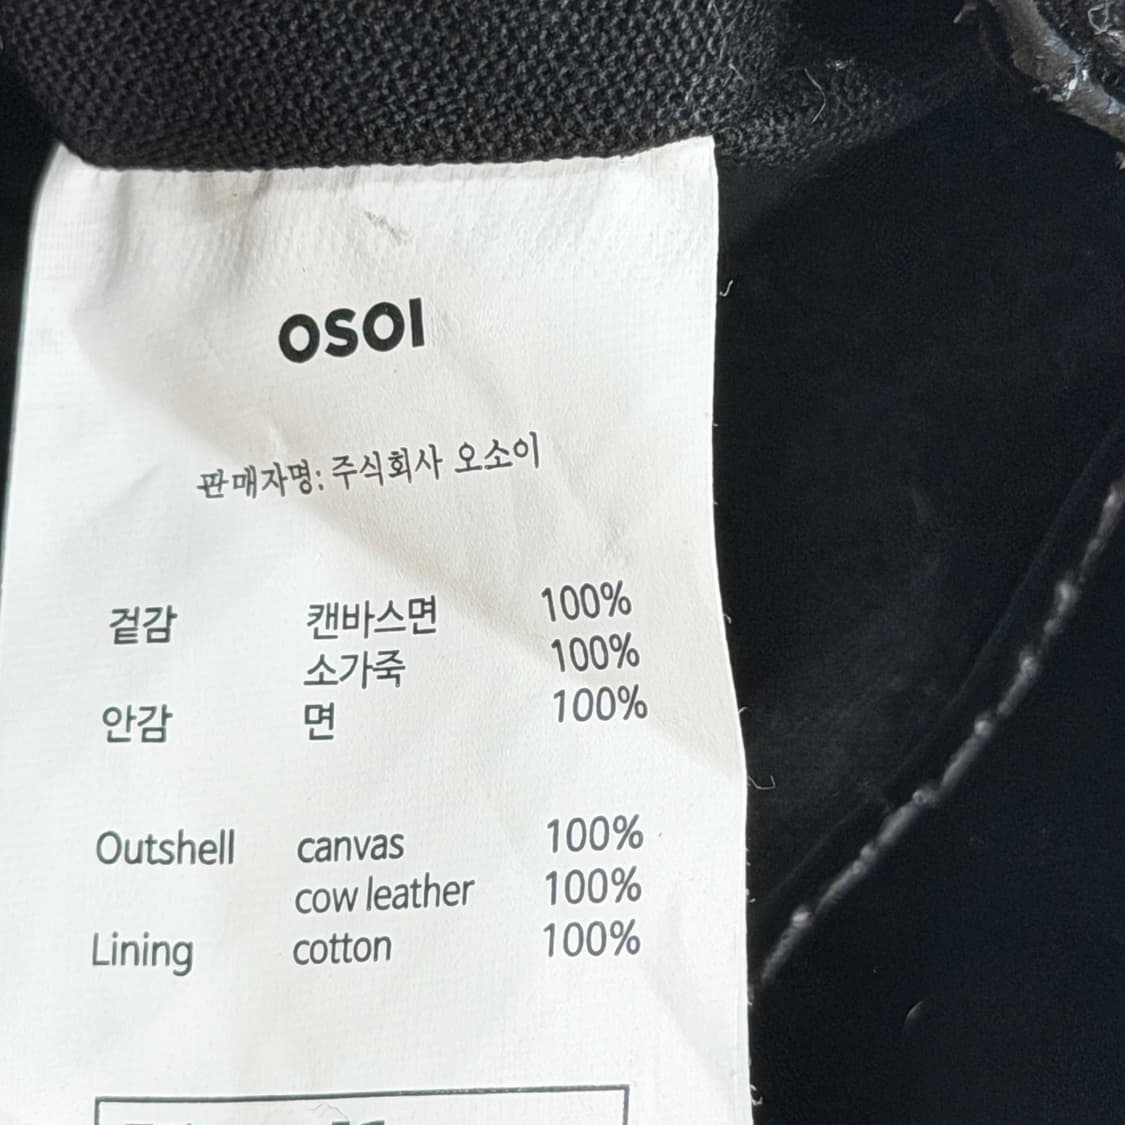 OSOI
판매자명: 주식회사 오소이
겉감 캔바스면 100%
소가죽 100%
안감 면 100%
Outshell canvas 100%
cow leather 100%
Lining cotton 100%